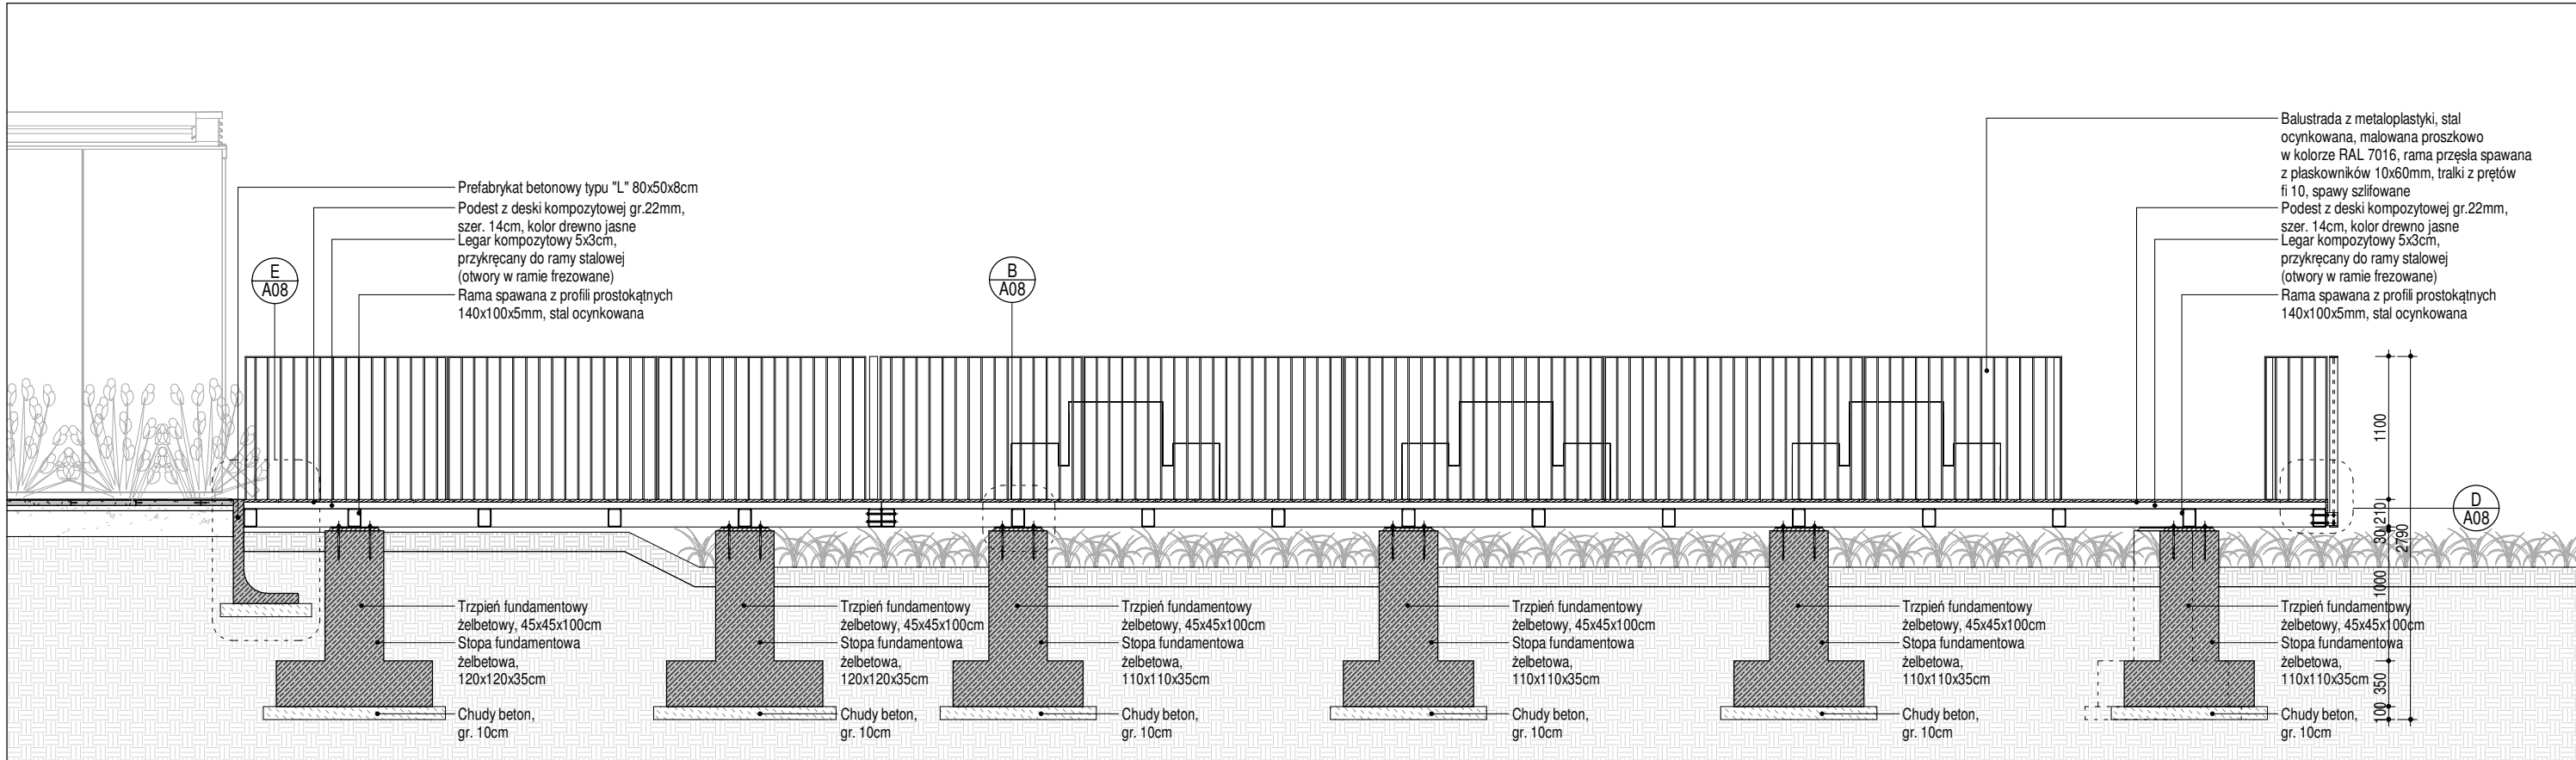 Prefabrykat betonowy typu "L" 80x50x8cm
Podest z deski kompozytowej gr.22mm,
szer. 14cm, kolor drewno jasne
Legar kompozytowy 5x3cm,
przykręcany do ramy stalowej
(otwory w ramie frezowane)
Rama spawana z profili prostokątnych
140x100x5mm, stal ocynkowana
E
A08
B
A08
Balustrada z metaloplastyki, stal
ocynkowana, malowana proszkowo
w kolorze RAL 7016, rama przęsła spawana
z płaskowników 10x60mm, tralki z prętów
fi 10, spawy szlifowane
Podest z deski kompozytowej gr.22mm,
szer. 14cm, kolor drewno jasne
Legar kompozytowy 5x3cm,
przykręcany do ramy stalowej
(otwory w ramie frezowane)
Rama spawana z profili prostokątnych
140x100x5mm, stal ocynkowana
D
A08
1100
210
30
2790
1000
350
100
Trzpień fundamentowy
żelbetowy, 45x45x100cm
Stopa fundamentowa
żelbetowa,
120x120x35cm
Chudy beton,
gr. 10cm
Trzpień fundamentowy
żelbetowy, 45x45x100cm
Stopa fundamentowa
żelbetowa,
120x120x35cm
Chudy beton,
gr. 10cm
Trzpień fundamentowy
żelbetowy, 45x45x100cm
Stopa fundamentowa
żelbetowa,
110x110x35cm
Chudy beton,
gr. 10cm
Trzpień fundamentowy
żelbetowy, 45x45x100cm
Stopa fundamentowa
żelbetowa,
110x110x35cm
Chudy beton,
gr. 10cm
Trzpień fundamentowy
żelbetowy, 45x45x100cm
Stopa fundamentowa
żelbetowa,
110x110x35cm
Chudy beton,
gr. 10cm
Trzpień fundamentowy
żelbetowy, 45x45x100cm
Stopa fundamentowa
żelbetowa,
110x110x35cm
Chudy beton,
gr. 10cm